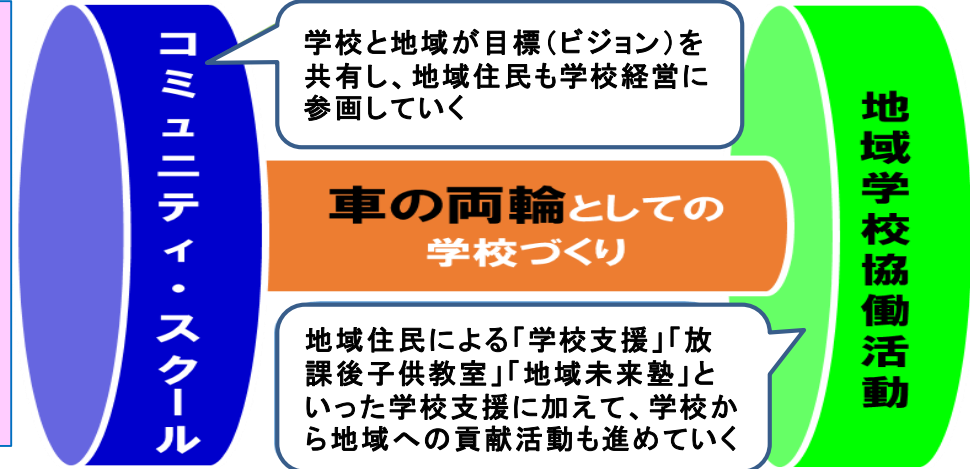 コミュニティ・スクール
学校と地域が目標（ビジョン）を
共有し、地域住民も学校経営に
参画していく
車の両輪としての
学校づくり
地域住民による「学校支援」「放
課後子供教室」「地域未来塾」と
いった学校支援に加えて、学校か
ら地域への貢献活動も進めていく
地域学校協働活動